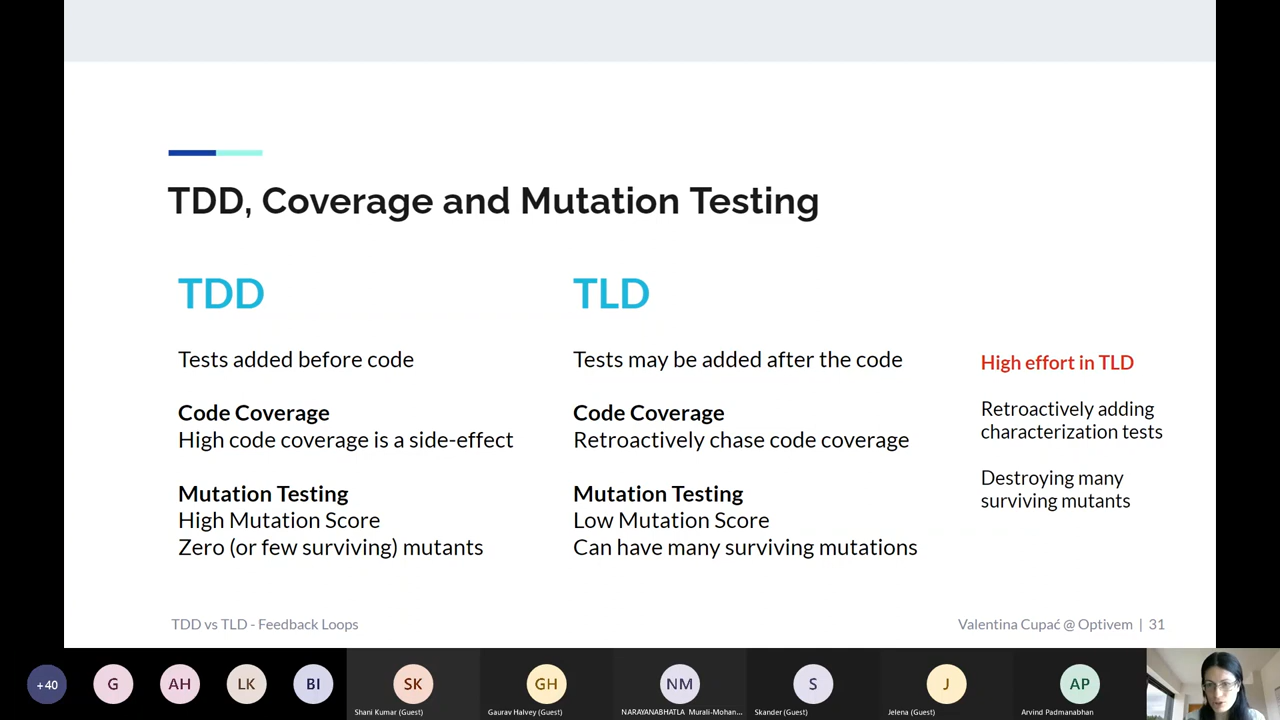 TDD, Coverage and Mutation Testing
TDD
Tests added before code
Code Coverage
High code coverage is a side-effect
Mutation Testing
High Mutation Score
Zero (or few surviving) mutants
TLD
Tests may be added after the code
Code Coverage
Retroactively chase code coverage
Mutation Testing
Low Mutation Score
Can have many surviving mutations
High effort in TLD
Retroactively adding
characterization tests
Destroying many
surviving mutants
TDD vs TLD - Feedback Loops
Valentina Cupać @ Optivem | 31
+40
G
AH
LK
BI
SK
Shani Kumar (Guest)
GH
Gaurav Halvey (Guest)
NM
NARAYANABHATLA Murali-Mohan...
S
Skander (Guest)
J
Jelena (Guest)
AP
Arvind Padmanabhan